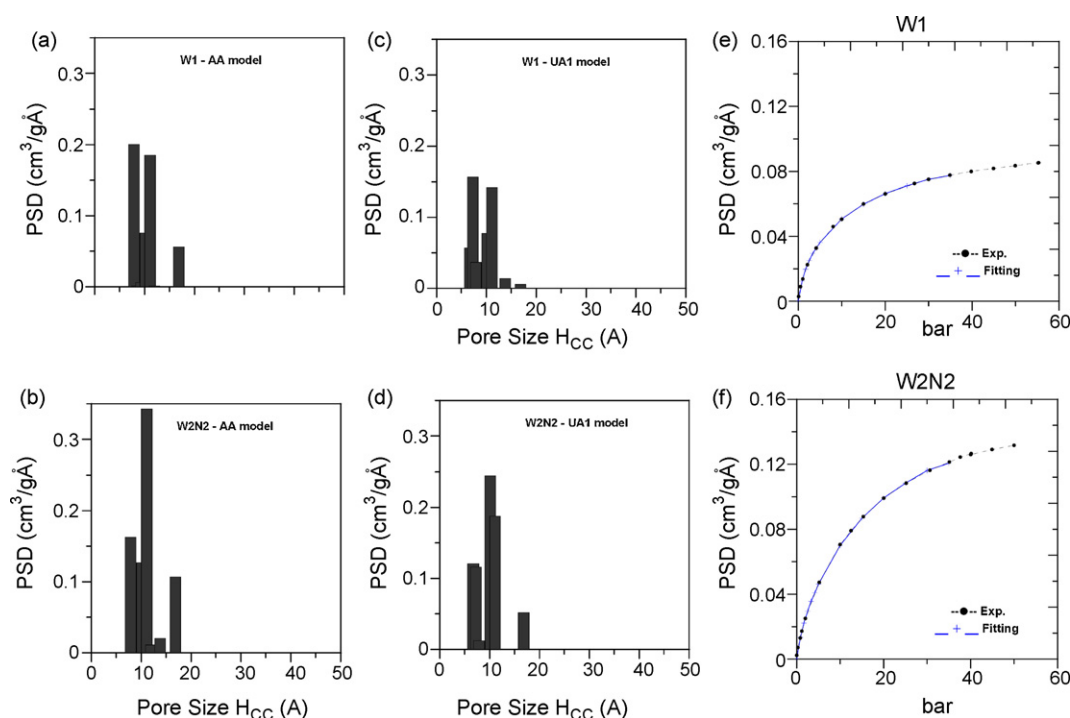 (a)
W1 - AA model
PSD (cm³/gÅ)
0.3
0.2
0.1
0
(c)
W1 - UA1 model
PSD (cm³/gÅ)
0.3
0.2
0.1
0
0 10 20 30 40 50
Pore Size H_CC (A)
(e)
W1
PSD (cm³/gÅ)
0.16
0.12
0.08
0.04
0
Exp.
Fitting
0 20 40 60
bar
(b)
W2N2 - AA model
PSD (cm³/gÅ)
0.3
0.2
0.1
0
0 10 20 30 40 50
Pore Size H_CC (A)
(d)
W2N2 - UA1 model
PSD (cm³/gÅ)
0.3
0.2
0.1
0
0 10 20 30 40 50
Pore Size H_CC (A)
(f)
W2N2
PSD (cm³/gÅ)
0.16
0.12
0.08
0.04
0
Exp.
Fitting
0 20 40 60
bar